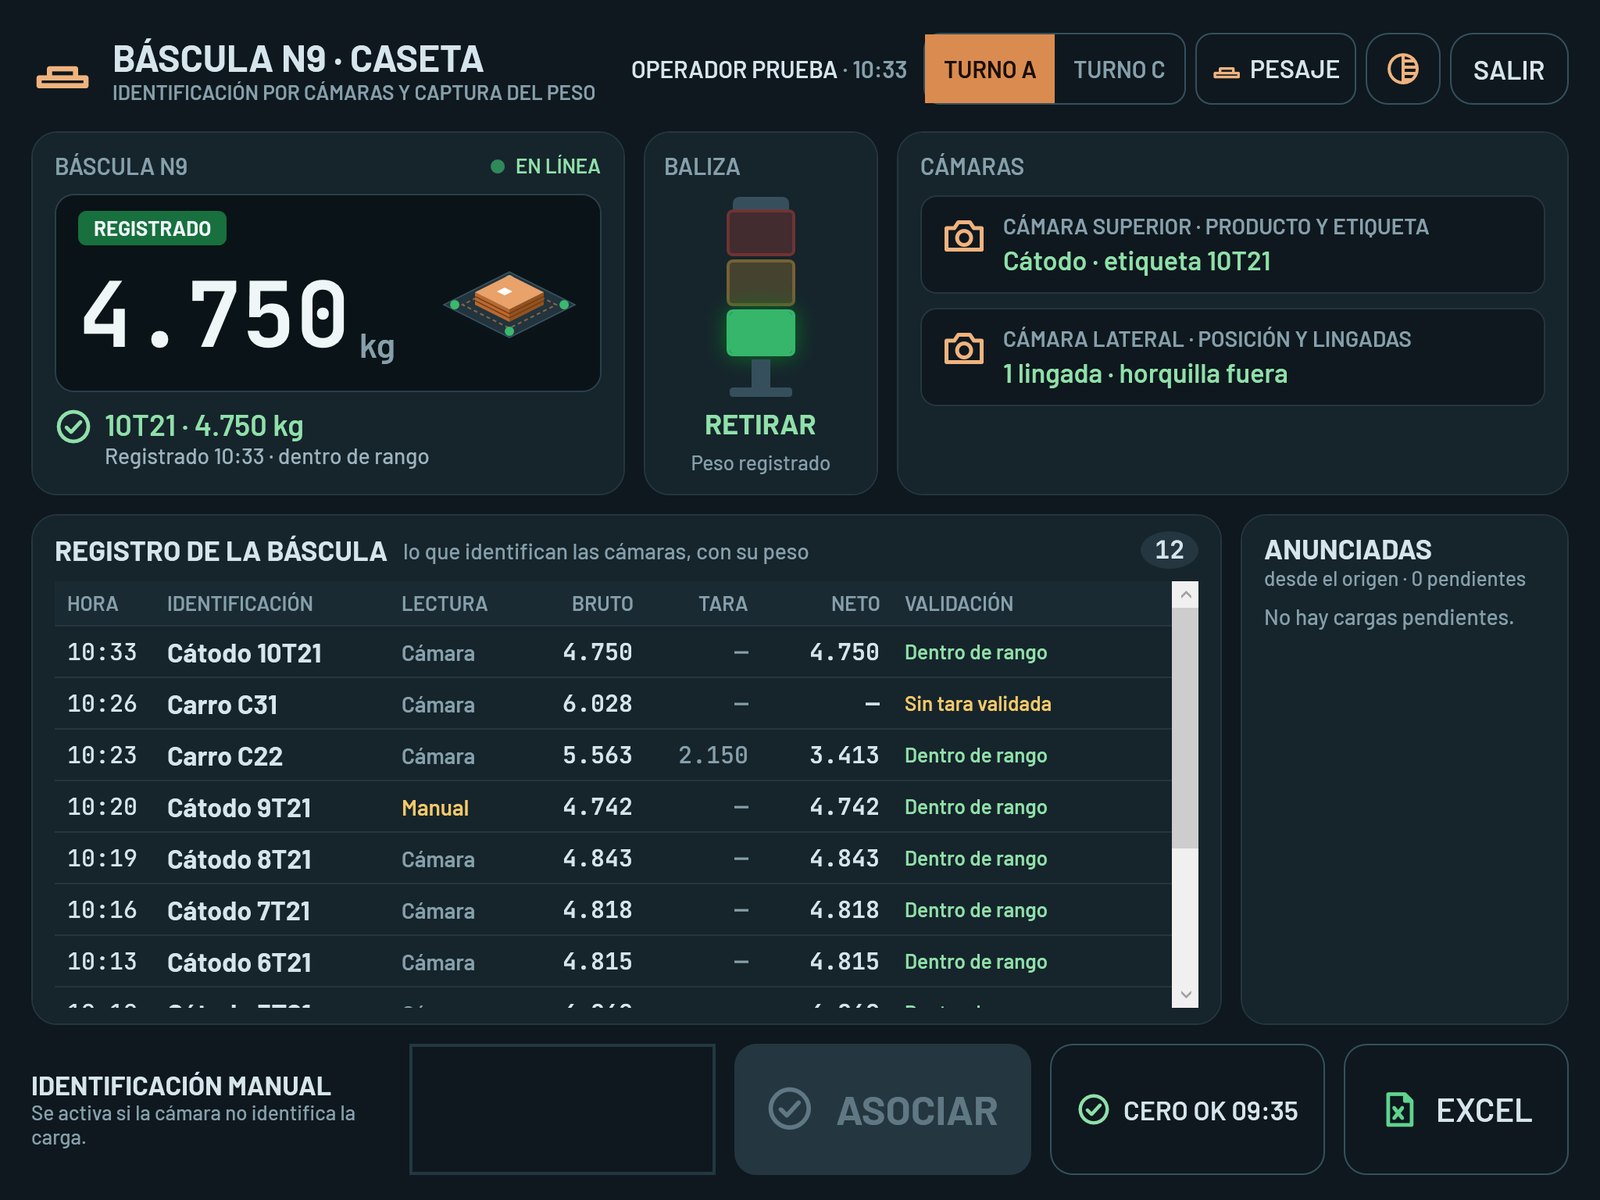 BÁSCULA N9 · CASETA
IDENTIFICACIÓN POR CÁMARAS Y CAPTURA DEL PESO
OPERADOR PRUEBA · 10:33
TURNO A
TURNO C
PESAJE
SALIR
BÁSCULA N9
EN LÍNEA
REGISTRADO
4.750 kg
10T21 · 4.750 kg
Registrado 10:33 · dentro de rango
BALIZA
RETIRAR
Peso registrado
CÁMARAS
CÁMARA SUPERIOR · PRODUCTO Y ETIQUETA
Cátodo · etiqueta 10T21
CÁMARA LATERAL · POSICIÓN Y LINGADAS
1 lingada · horquilla fuera
REGISTRO DE LA BÁSCULA lo que identifican las cámaras, con su peso 12
HORA IDENTIFICACIÓN LECTURA BRUTO TARA NETO VALIDACIÓN
10:33 Cátodo 10T21 Cámara 4.750 — 4.750 Dentro de rango
10:26 Carro C31 Cámara 6.028 — — Sin tara validada
10:23 Carro C22 Cámara 5.563 2.150 3.413 Dentro de rango
10:20 Cátodo 9T21 Manual 4.742 — 4.742 Dentro de rango
10:19 Cátodo 8T21 Cámara 4.843 — 4.843 Dentro de rango
10:16 Cátodo 7T21 Cámara 4.818 — 4.818 Dentro de rango
10:13 Cátodo 6T21 Cámara 4.815 — 4.815 Dentro de rango
ANUNCIADAS
desde el origen · 0 pendientes
No hay cargas pendientes.
IDENTIFICACIÓN MANUAL
Se activa si la cámara no identifica la
carga.
ASOCIAR
CERO OK 09:35
EXCEL